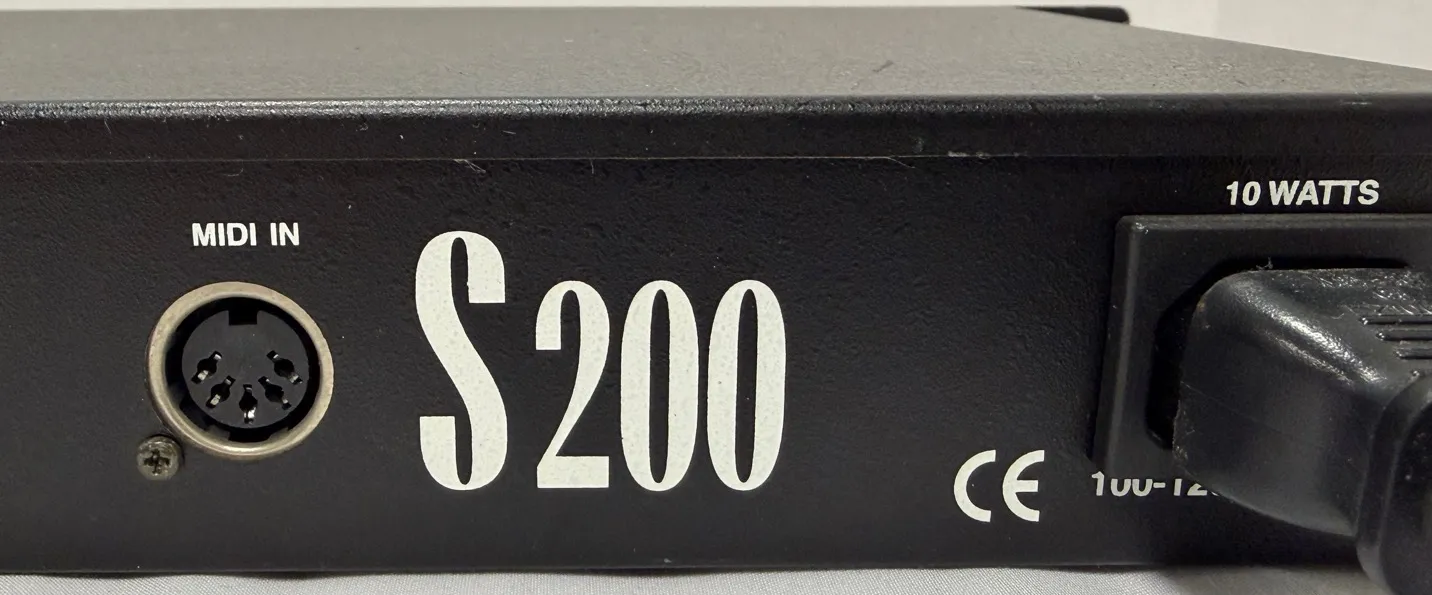 10 WATTS
MIDI IN
S200
CE